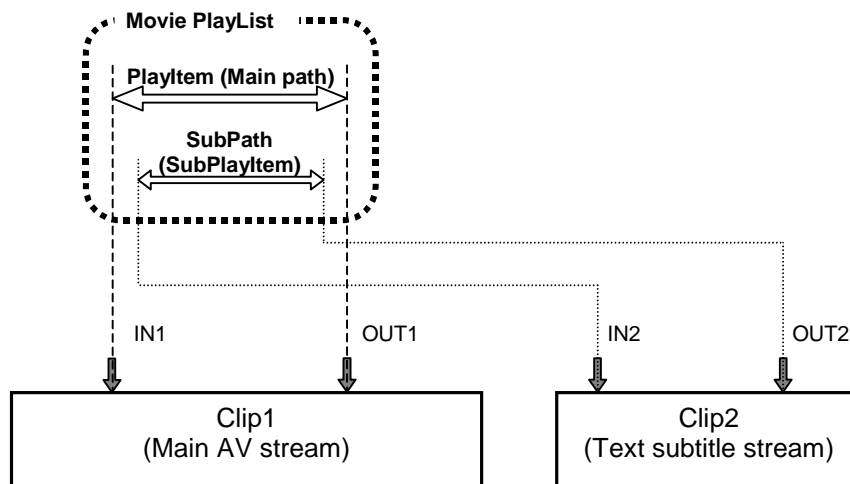 Movie PlayList
PlayItem (Main path)
SubPath
(SubPlayItem)
IN1
OUT1
IN2
OUT2
Clip1
(Main AV stream)
Clip2
(Text subtitle stream)